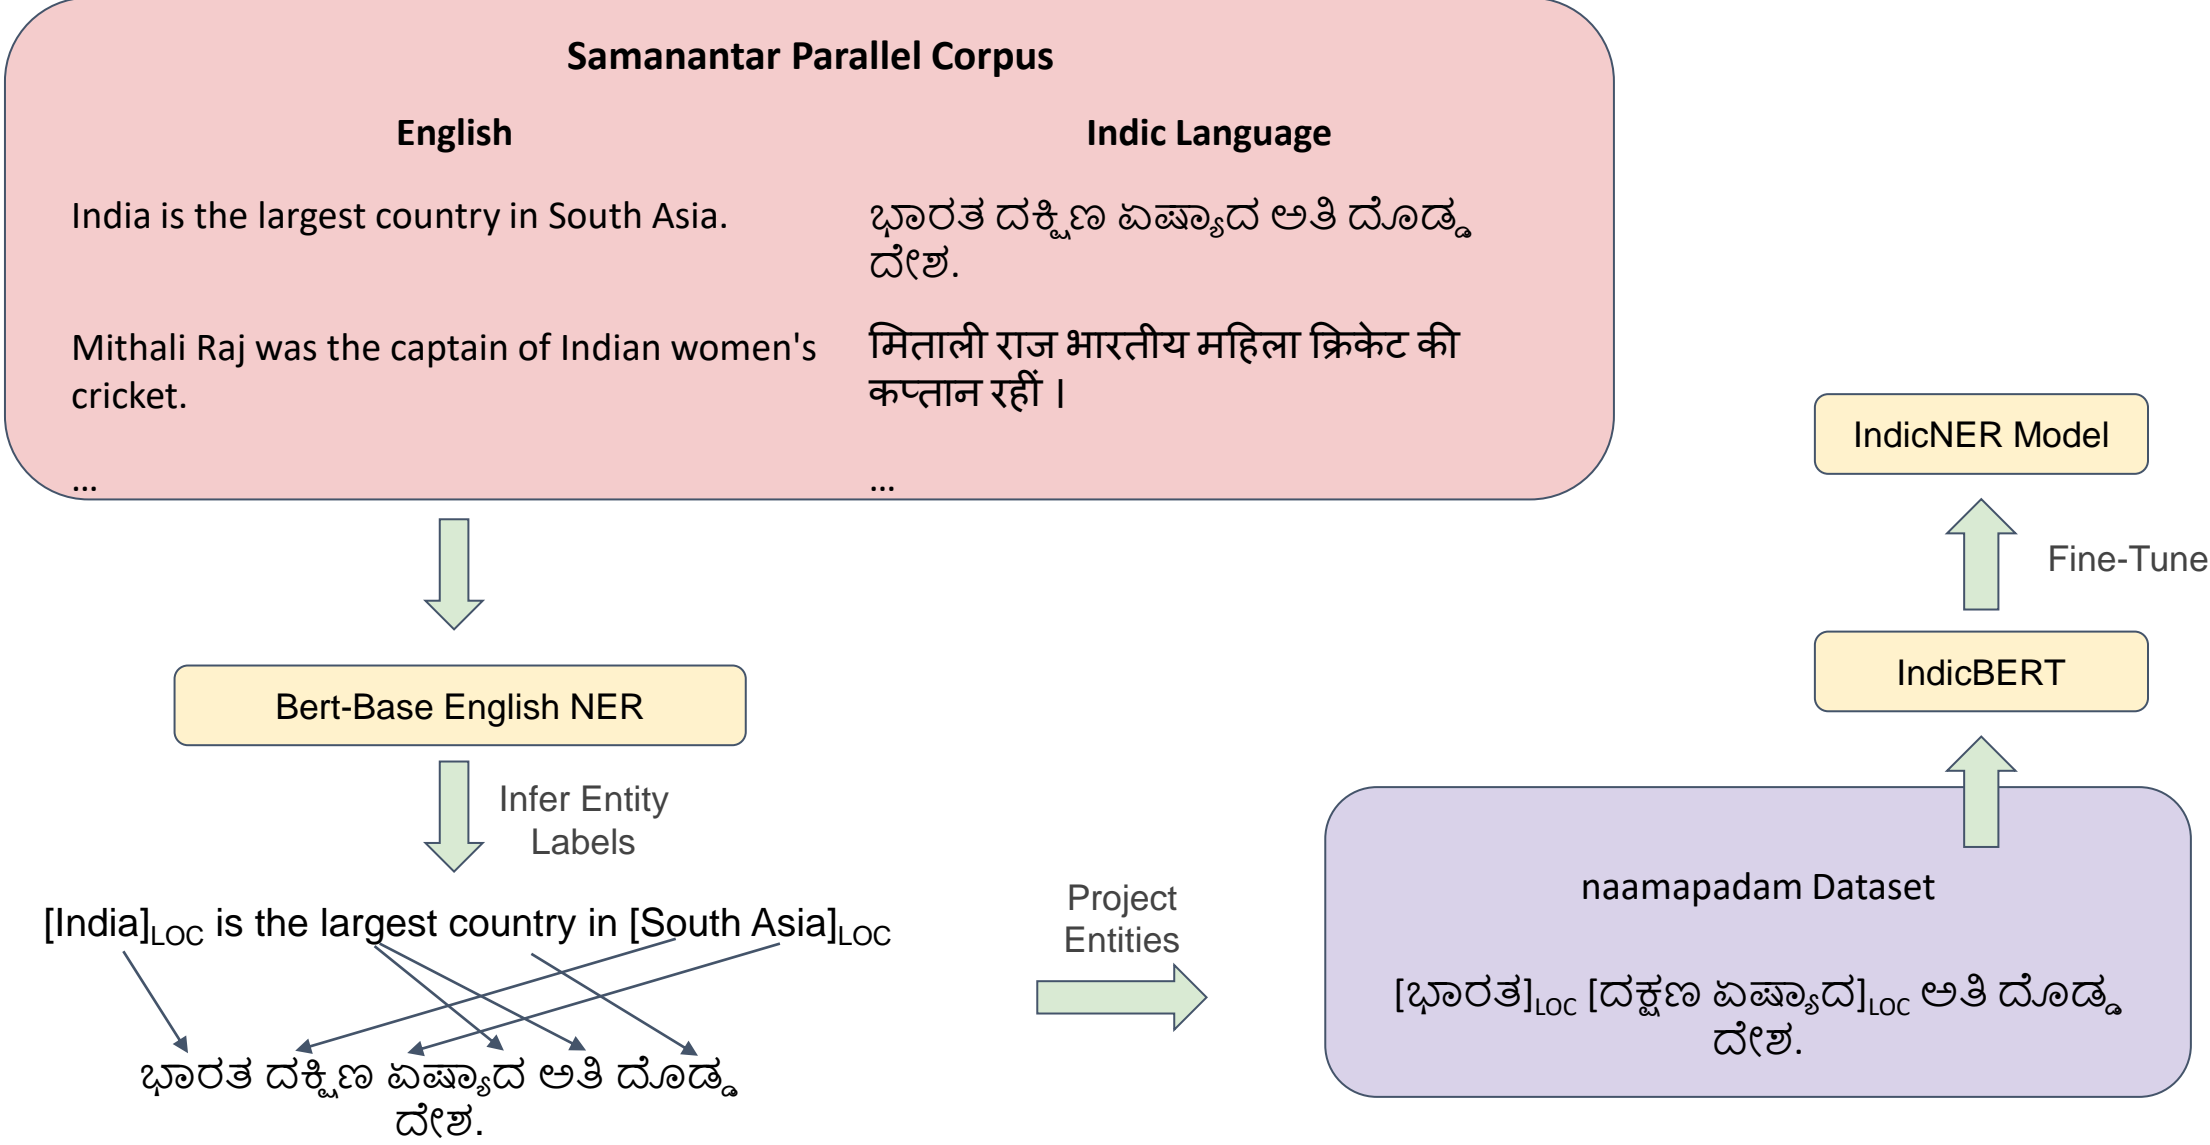 Samanantar Parallel Corpus
English
Indic Language
India is the largest country in South Asia.
ಭಾರತ ದಕ್ಷಿಣ ಏಷ್ಯಾದ ಅತಿ ದೊಡ್ಡ
ದೇಶ.
Mithali Raj was the captain of Indian women's
cricket.
मिताली राज भारतीय महिला क्रिकेट की
कप्तान रहीं ।
...
...
Bert-Base English NER
Infer Entity
Labels
[India]LOC is the largest country in [South Asia]LOC
ಭಾರತ ದಕ್ಷಿಣ ಏಷ್ಯಾದ ಅತಿ ದೊಡ್ಡ
ದೇಶ.
Project
Entities
naamapadam Dataset
[ಭಾರತ]LOC [ದಕ್ಷಣ ಏಷ್ಯಾದ]LOC ಅತಿ ದೊಡ್ಡ
ದೇಶ.
IndicBERT
Fine-Tune
IndicNER Model